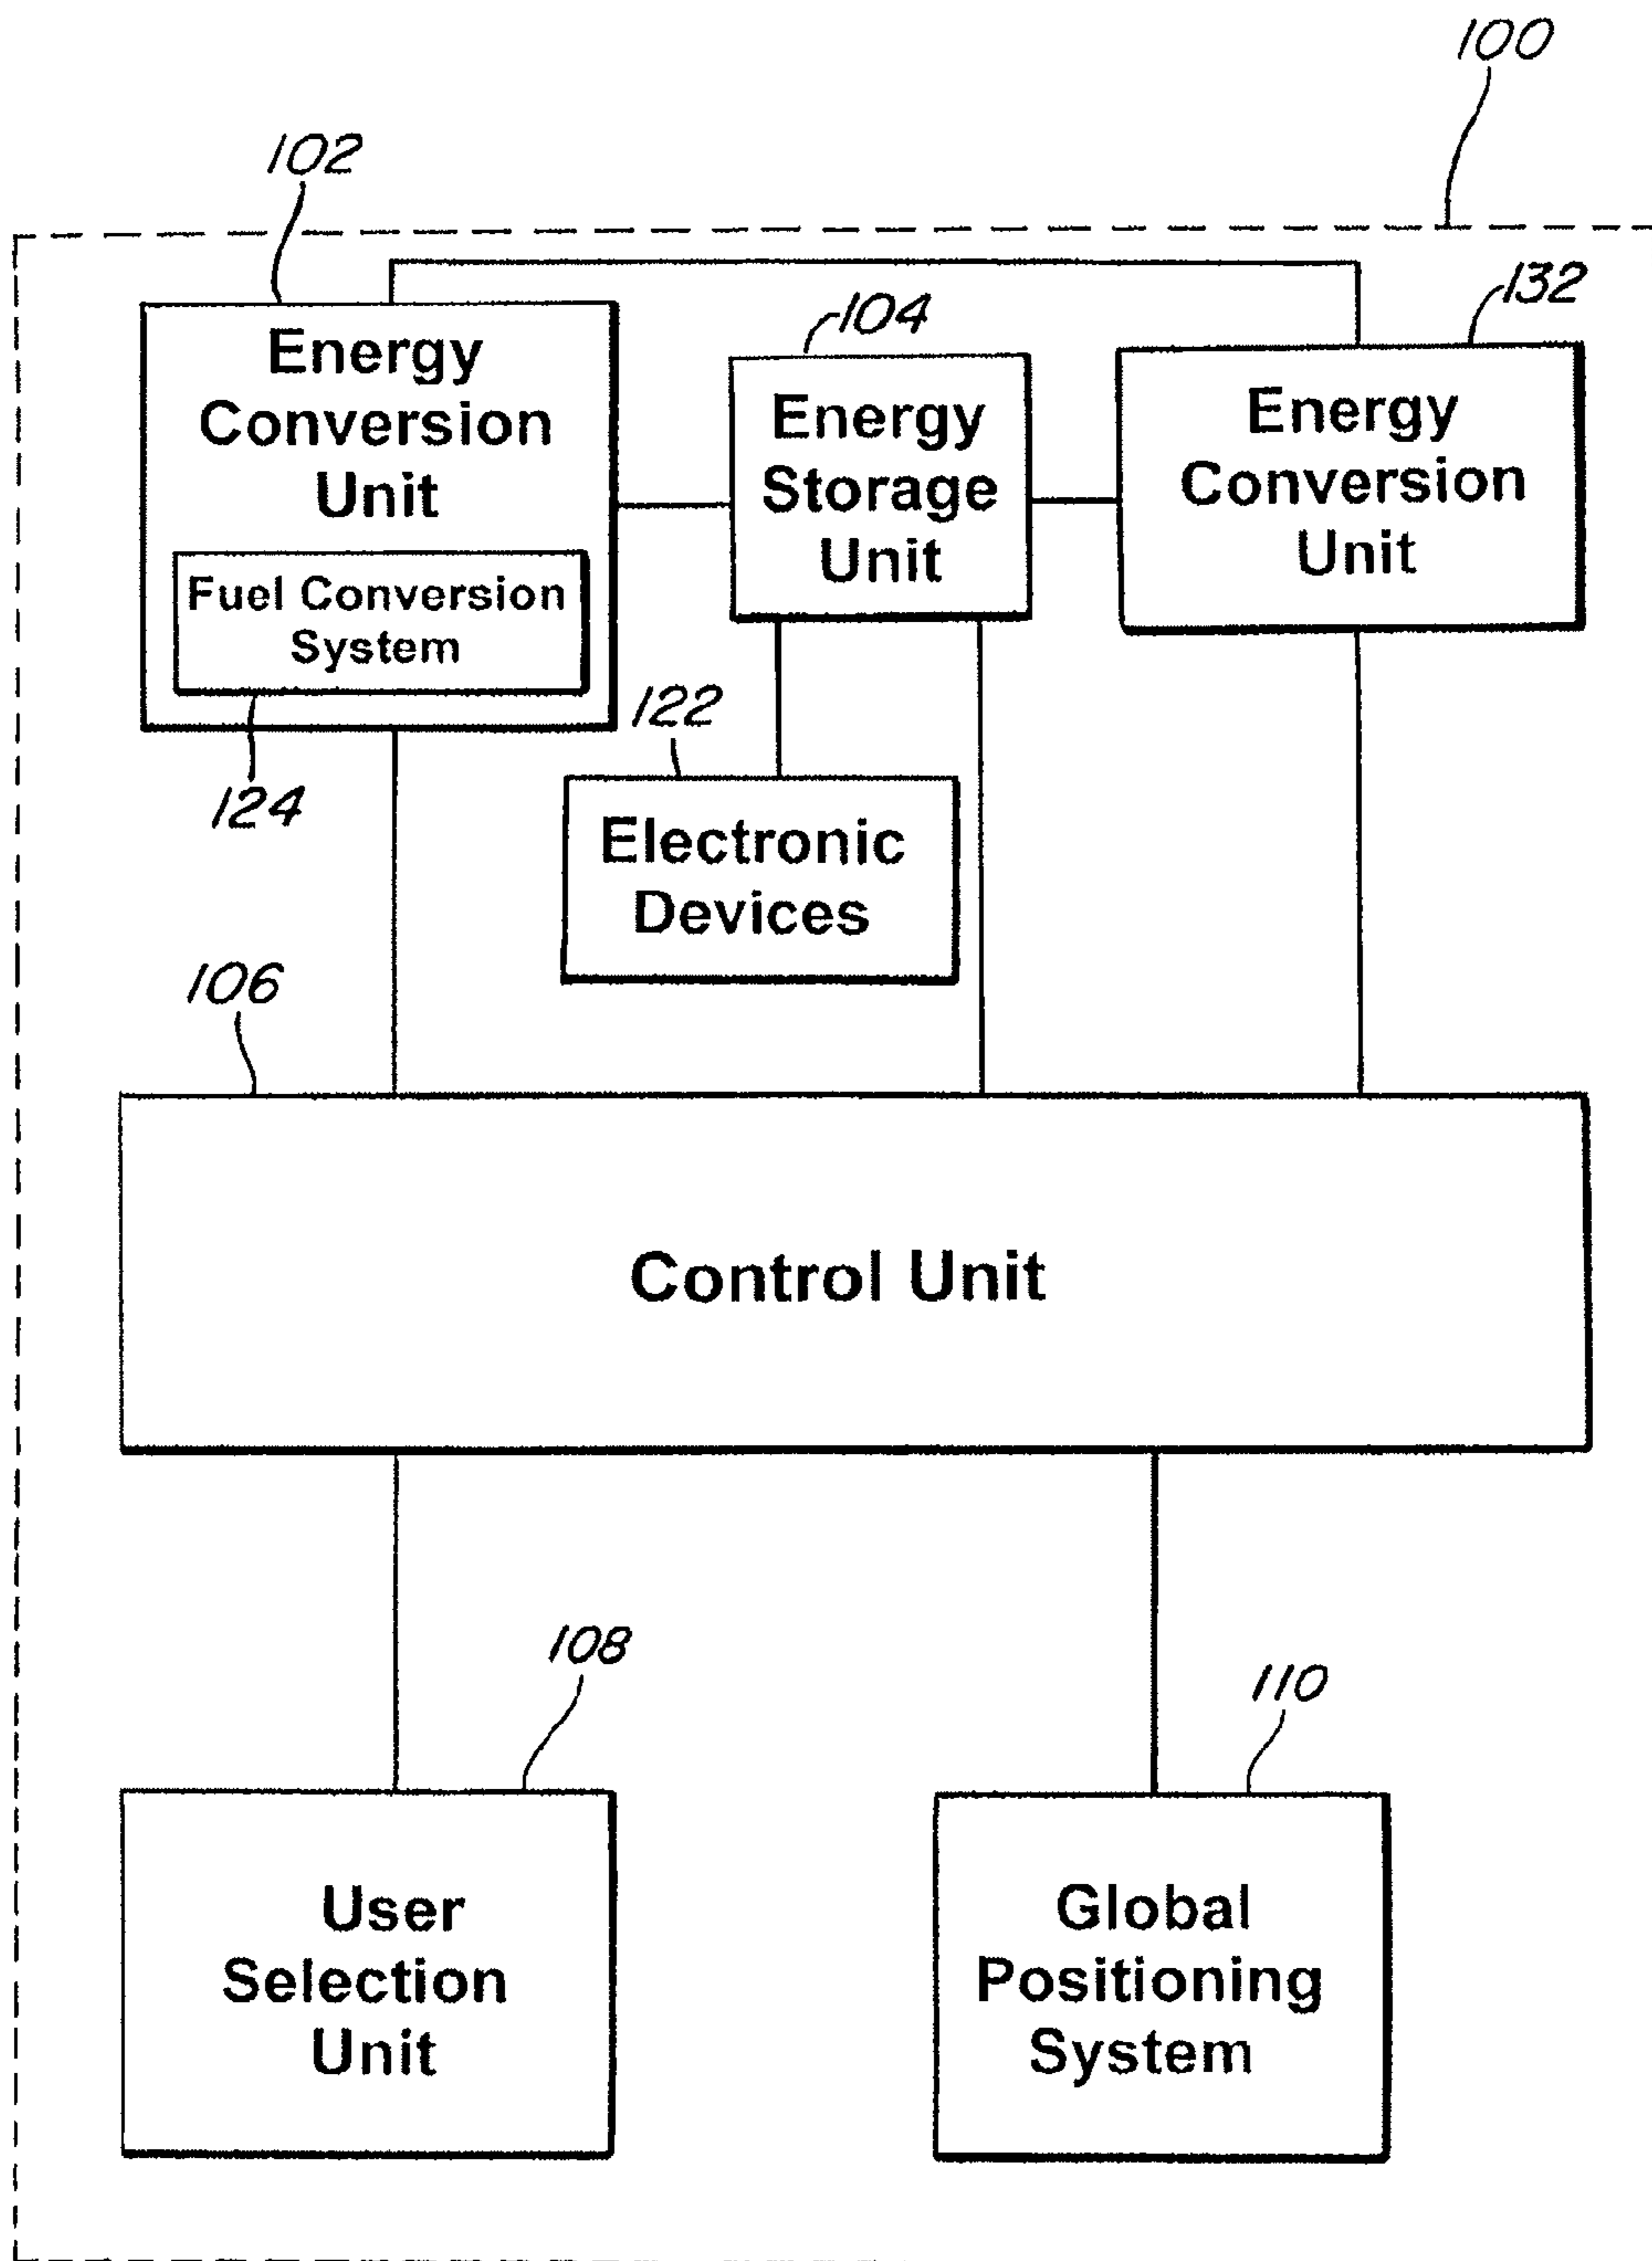 100
102
104
132
Energy
Conversion
Unit
Energy
Storage
Unit
Energy
Conversion
Unit
Fuel Conversion
System
122
124
Electronic
Devices
106
Control Unit
108
110
User
Selection
Unit
Global
Positioning
System